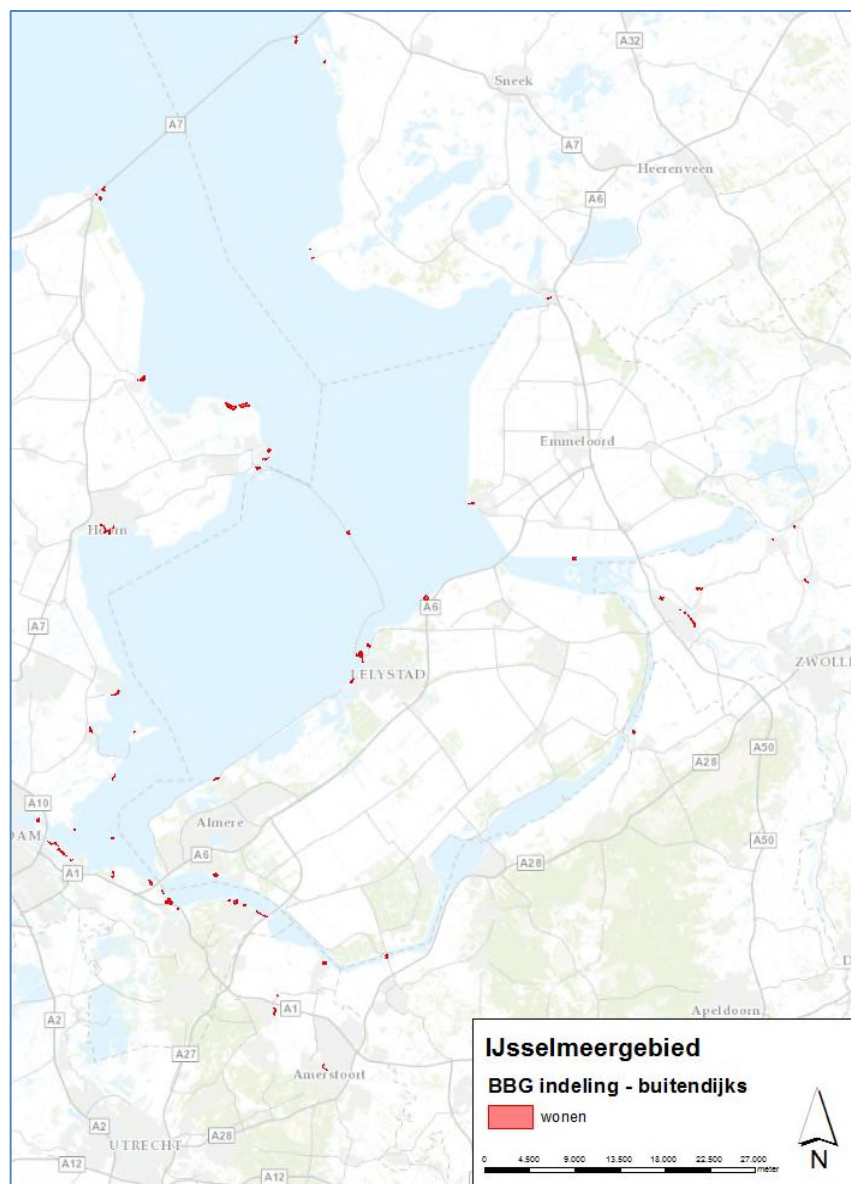 A32
Sneek
A7
A7
Heerenveen
A6
Emmeloord
Hoorn
A6
A7
ZWOLLE
LELYSTAD
A50
A28
A10
Almere
DAM
A6
A50
A28
A1
A1
A2
Apeldoorn
A27
Amersfoort
A2
A28
UTRECHT
A12
A12
D
IJsselmeergebied
BBG indeling - buitendijks
wonen
0 4.500 9.000 13.500 18.000 22.500 27.000
meter
N